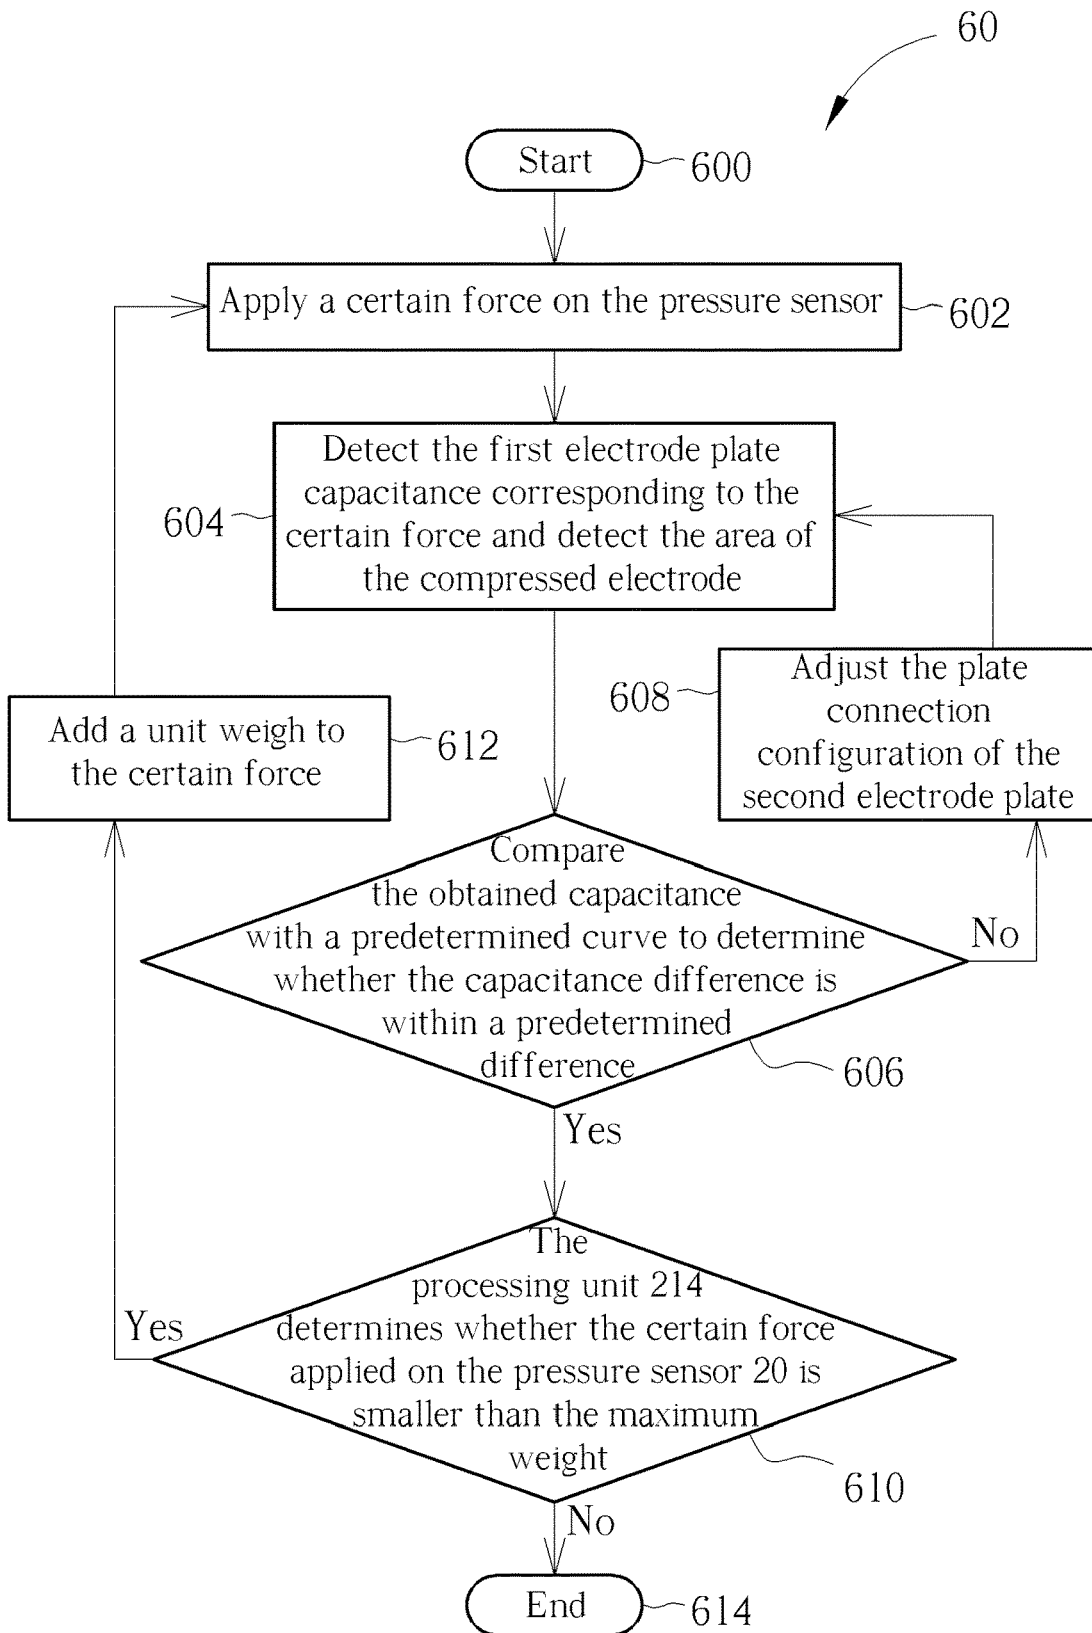 60
Start
600
Apply a certain force on the pressure sensor
602
Detect the first electrode plate
capacitance corresponding to the
certain force and detect the area of
the compressed electrode
604
Adjust the plate
connection
configuration of the
second electrode plate
608
Add a unit weigh to
the certain force
612
Compare
the obtained capacitance
with a predetermined curve to determine
whether the capacitance difference is
within a predetermined
difference
No
606
Yes
The
processing unit 214
determines whether the certain force
applied on the pressure sensor 20 is
smaller than the maximum
weight
Yes
610
No
End
614